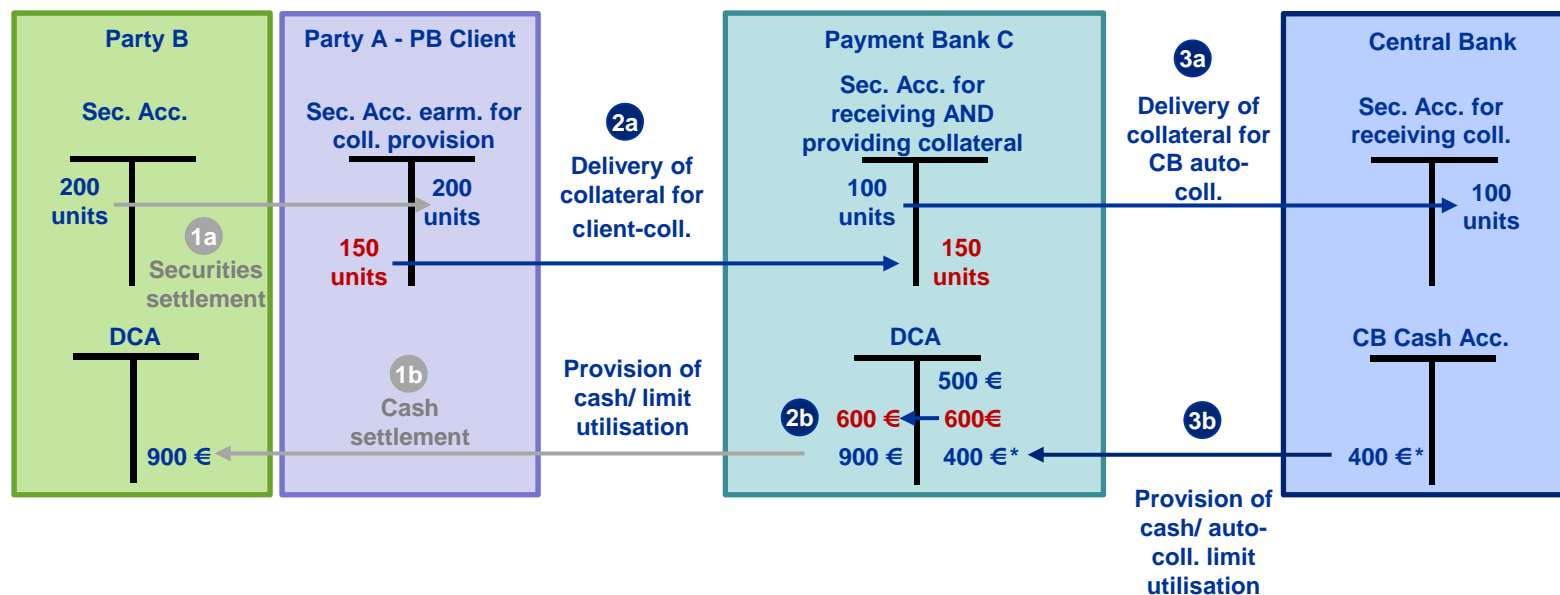 Party B
Sec. Acc.
200
units
1a
Securities
settlement
DCA
900 €
Party A - PB Client
Sec. Acc. earm. for
coll. provision
200
units
150
units
1b
Cash
settlement
2a
Delivery of
collateral for
client-coll.
Provision of
cash/ limit
utilisation
2b
Payment Bank C
Sec. Acc. for
receiving AND
providing collateral
100
units
150
units
DCA
500 €
600 €
600€
900 €
400 €*
3a
Delivery of
collateral for
CB auto-
coll.
3b
Provision of
cash/ auto-
coll. limit
utilisation
Central Bank
Sec. Acc. for
receiving coll.
100
units
CB Cash Acc.
400 €*